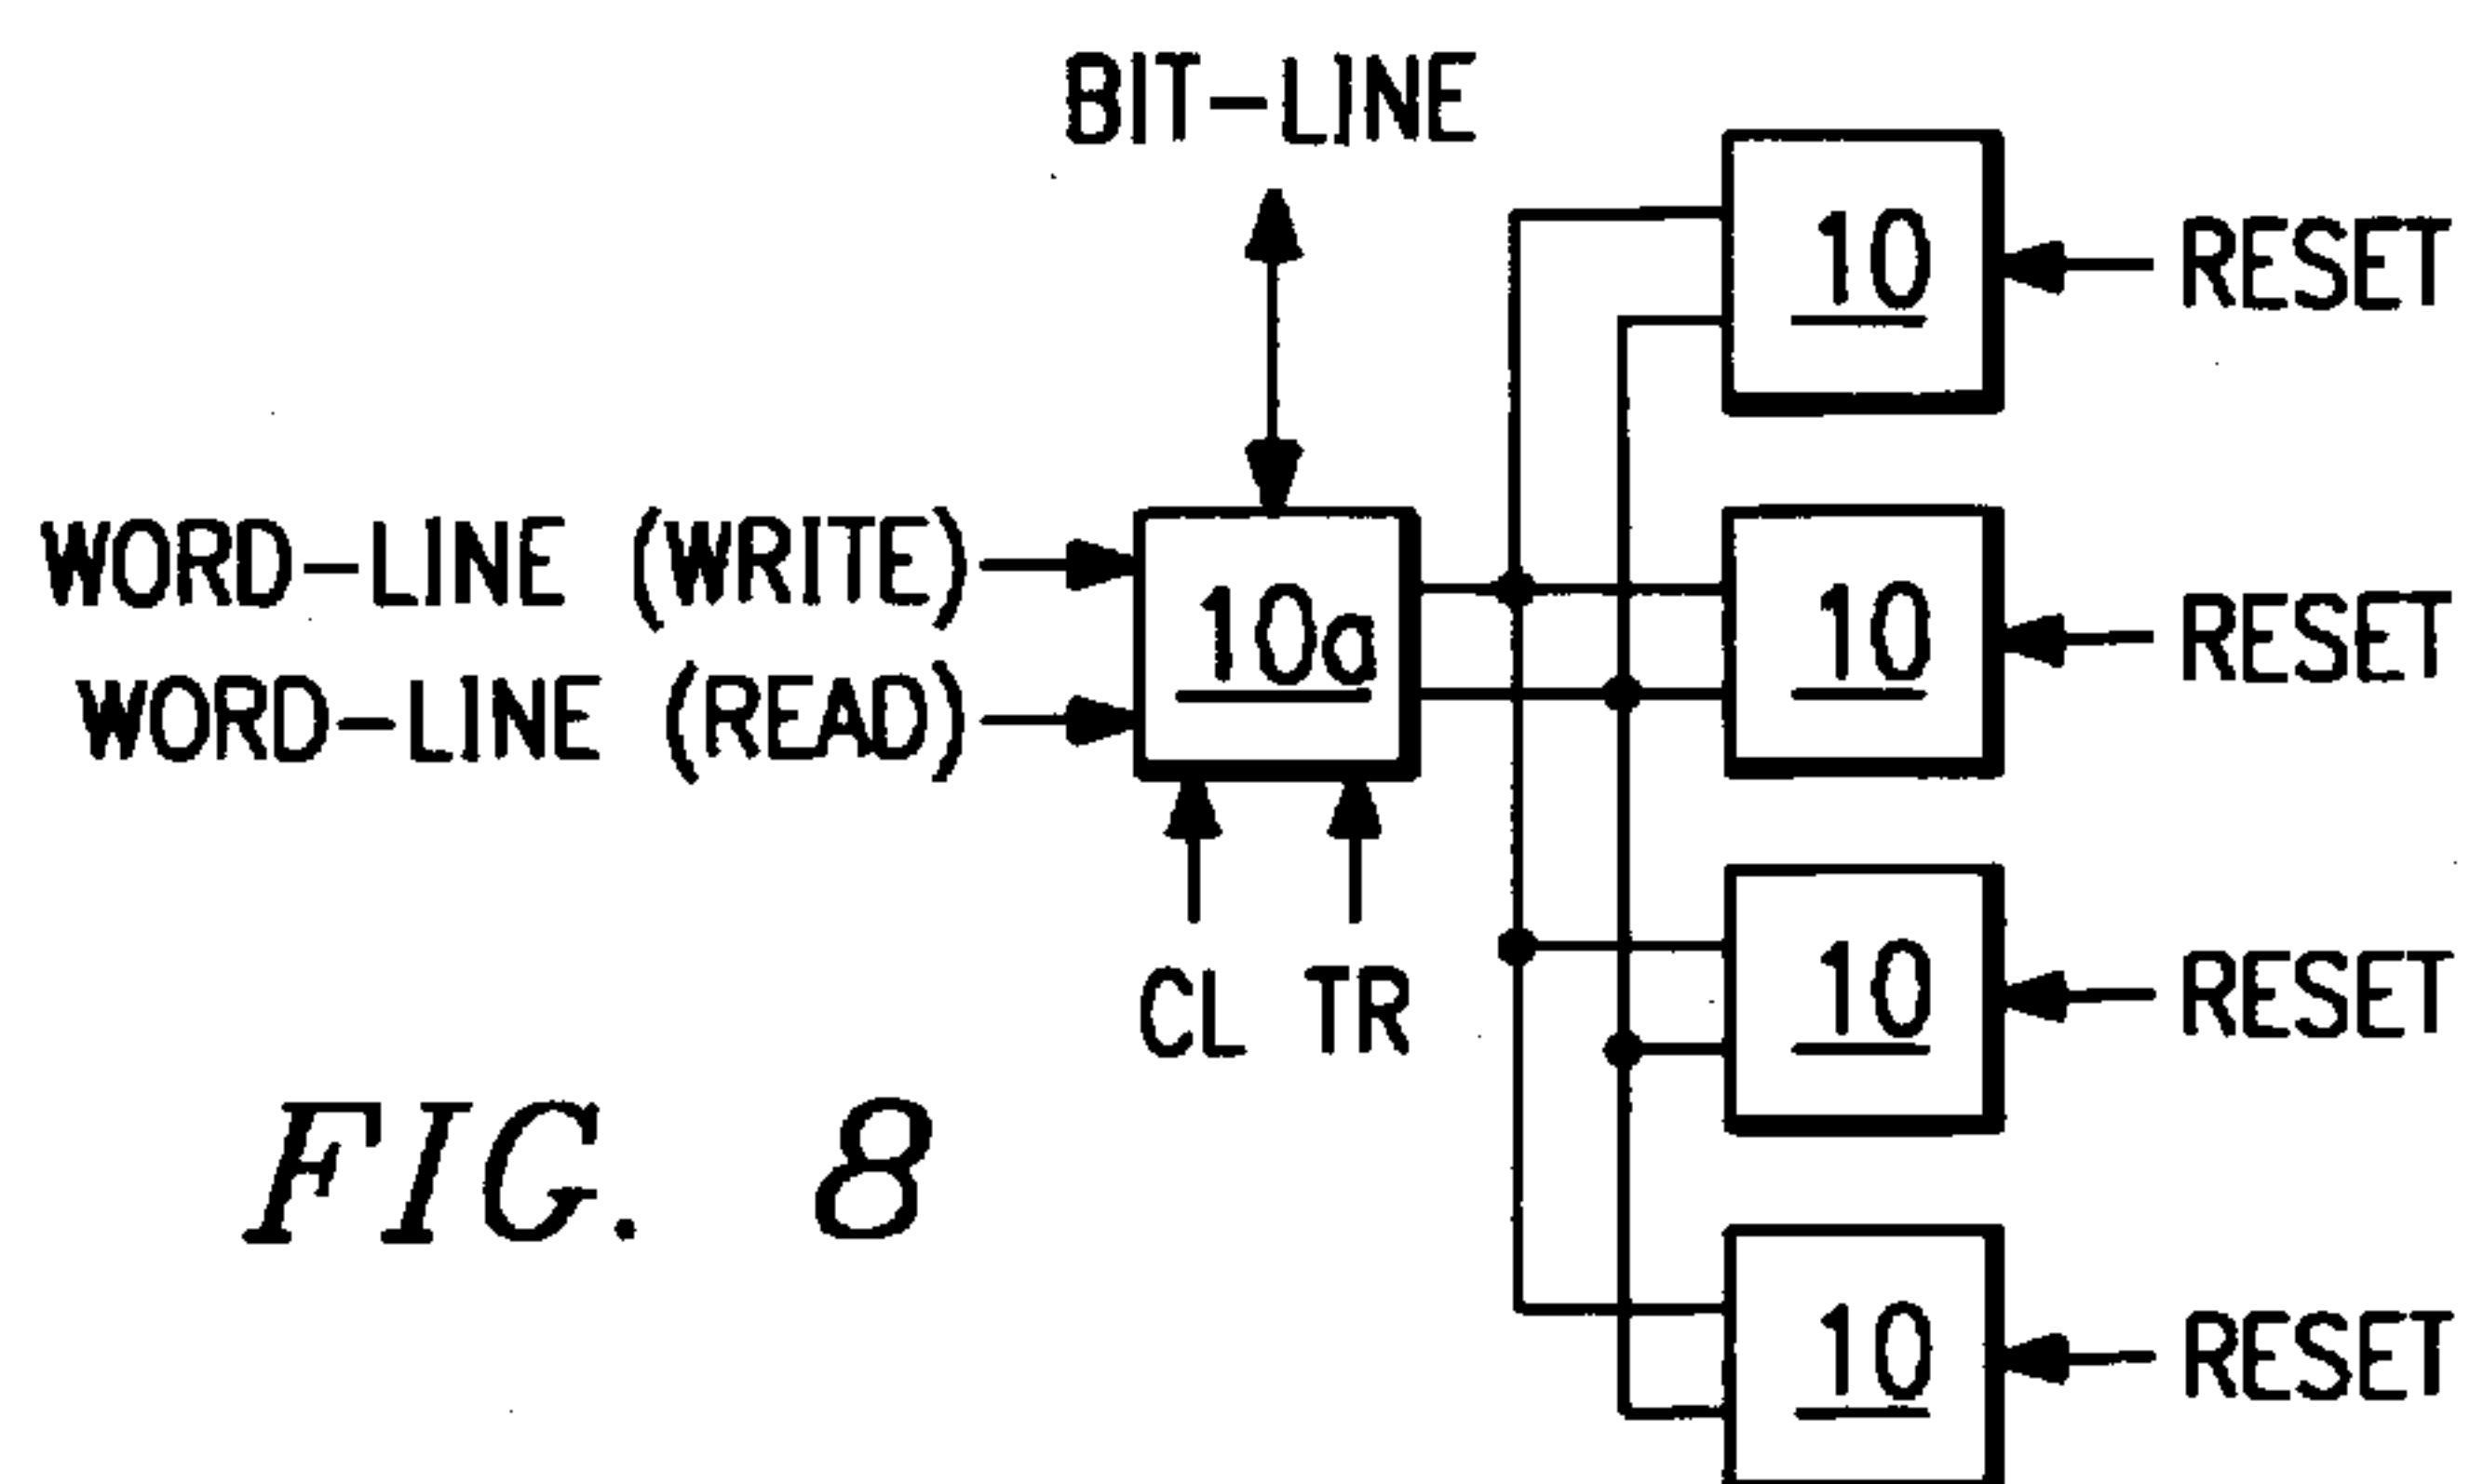 BIT-LINE
10 RESET
WORD-LINE (WRITE)
10a
10 RESET
WORD-LINE (READ)
CL TR
10 RESET
FIG. 8
10 RESET